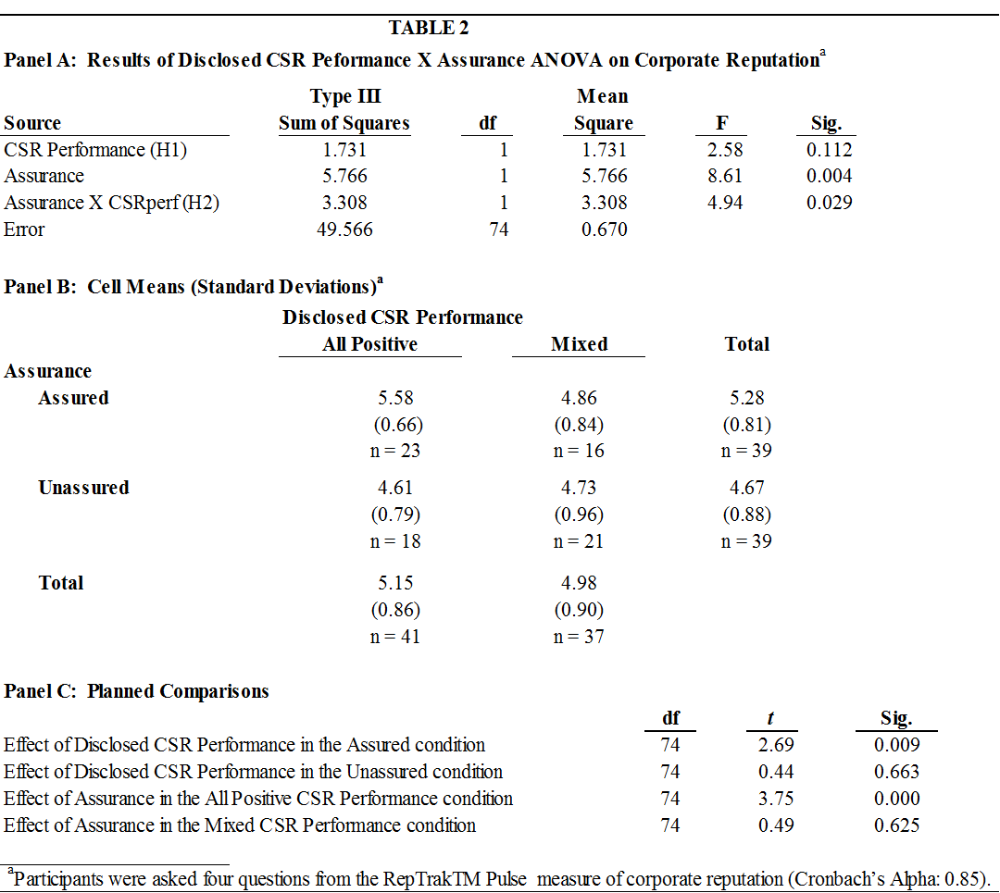 TABLE 2
Panel A: Results of Disclosed CSR Peformance X Assurance ANOVA on Corporate Reputationa
Type III Mean
Source Sum of Squares df Square F Sig.
CSR Performance (H1) 1.731 1 1.731 2.58 0.112
Assurance 5.766 1 5.766 8.61 0.004
Assurance X CSRperf (H2) 3.308 1 3.308 4.94 0.029
Error 49.566 74 0.670
Panel B: Cell Means (Standard Deviations)a
Disclosed CSR Performance
All Positive Mixed Total
Assurance
Assured 5.58 4.86 5.28
(0.66) (0.84) (0.81)
n = 23 n = 16 n = 39
Unassured 4.61 4.73 4.67
(0.79) (0.96) (0.88)
n = 18 n = 21 n = 39
Total 5.15 4.98
(0.86) (0.90)
n = 41 n = 37
Panel C: Planned Comparisons
df t Sig.
Effect of Disclosed CSR Performance in the Assured condition 74 2.69 0.009
Effect of Disclosed CSR Performance in the Unassured condition 74 0.44 0.663
Effect of Assurance in the All Positive CSR Performance condition 74 3.75 0.000
Effect of Assurance in the Mixed CSR Performance condition 74 0.49 0.625
aParticipants were asked four questions from the RepTrakTM Pulse measure of corporate reputation (Cronbach's Alpha: 0.85).